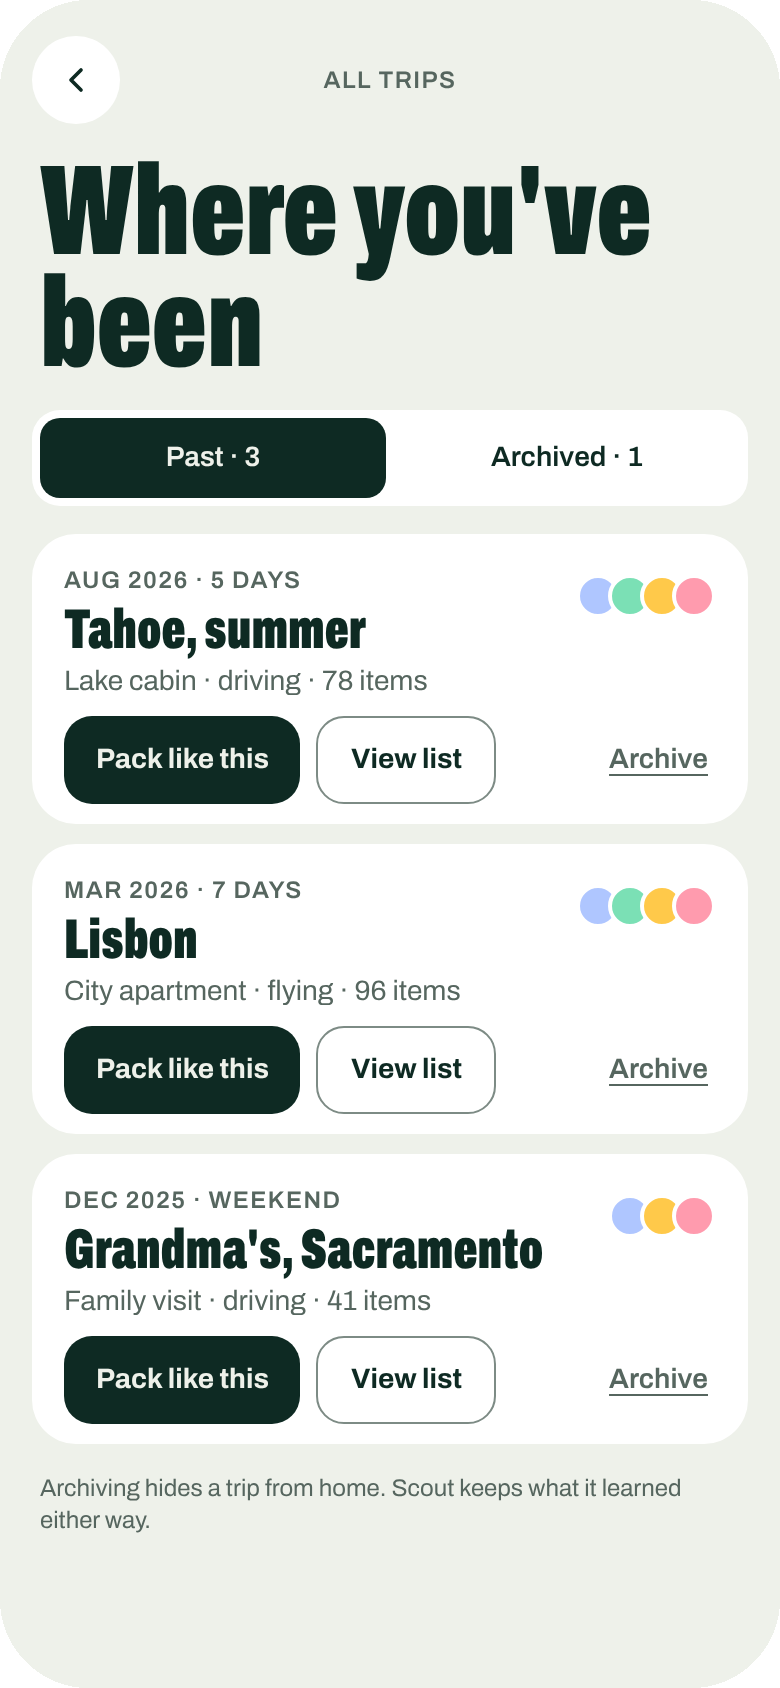 ALL TRIPS
Where you've
been
Past · 3
Archived · 1
AUG 2026 · 5 DAYS
Tahoe, summer
Lake cabin · driving · 78 items
Pack like this
View list
Archive
MAR 2026 · 7 DAYS
Lisbon
City apartment · flying · 96 items
Pack like this
View list
Archive
DEC 2025 · WEEKEND
Grandma's, Sacramento
Family visit · driving · 41 items
Pack like this
View list
Archive
Archiving hides a trip from home. Scout keeps what it learned
either way.